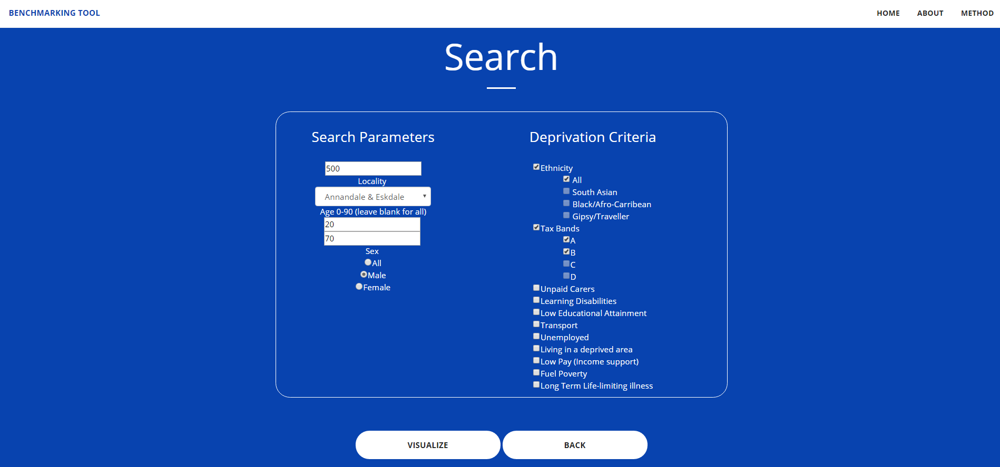 BENCHMARKING TOOL
HOME ABOUT METHOD
Search
Search Parameters
500
Locality
Annandale & Eskdale
Age 0-90 (leave blank for all)
20
70
Sex
All
Male
Female
Deprivation Criteria
Ethnicity
All
South Asian
Black/Afro-Carribean
Gipsy/Traveller
Tax Bands
A
B
C
D
Unpaid Carers
Learning Disabilities
Low Educational Attainment
Transport
Unemployed
Living in a deprived area
Low Pay (Income support)
Fuel Poverty
Long Term Life-limiting illness
VISUALIZE BACK